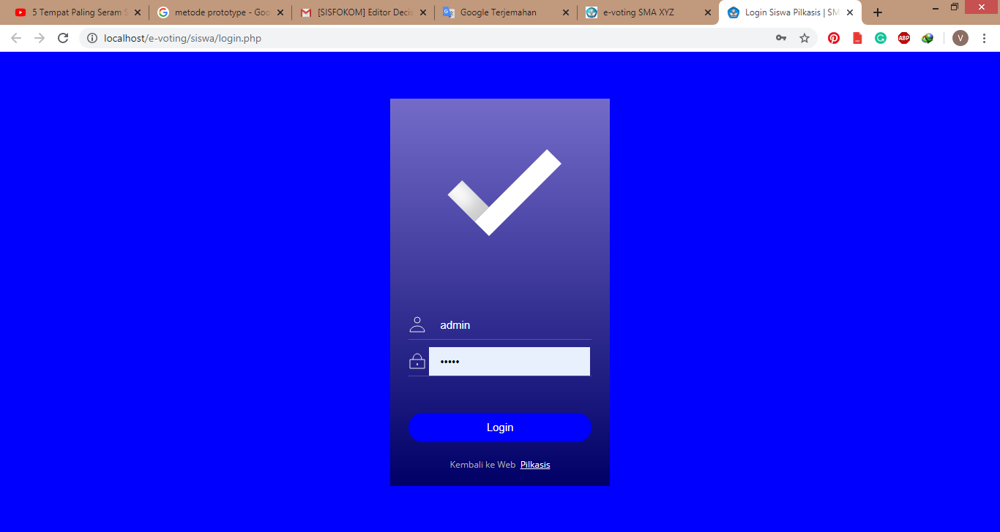 5 Tempat Paling Seram S
metode prototype - Goo
[SISFOKOM] Editor Decis
Google Terjemahan
e-voting SMA XYZ
Login Siswa Pilkasis | SM
localhost/e-voting/siswa/login.php
ABP
V
admin
•••••
Login
Kembali ke Web Pilkasis